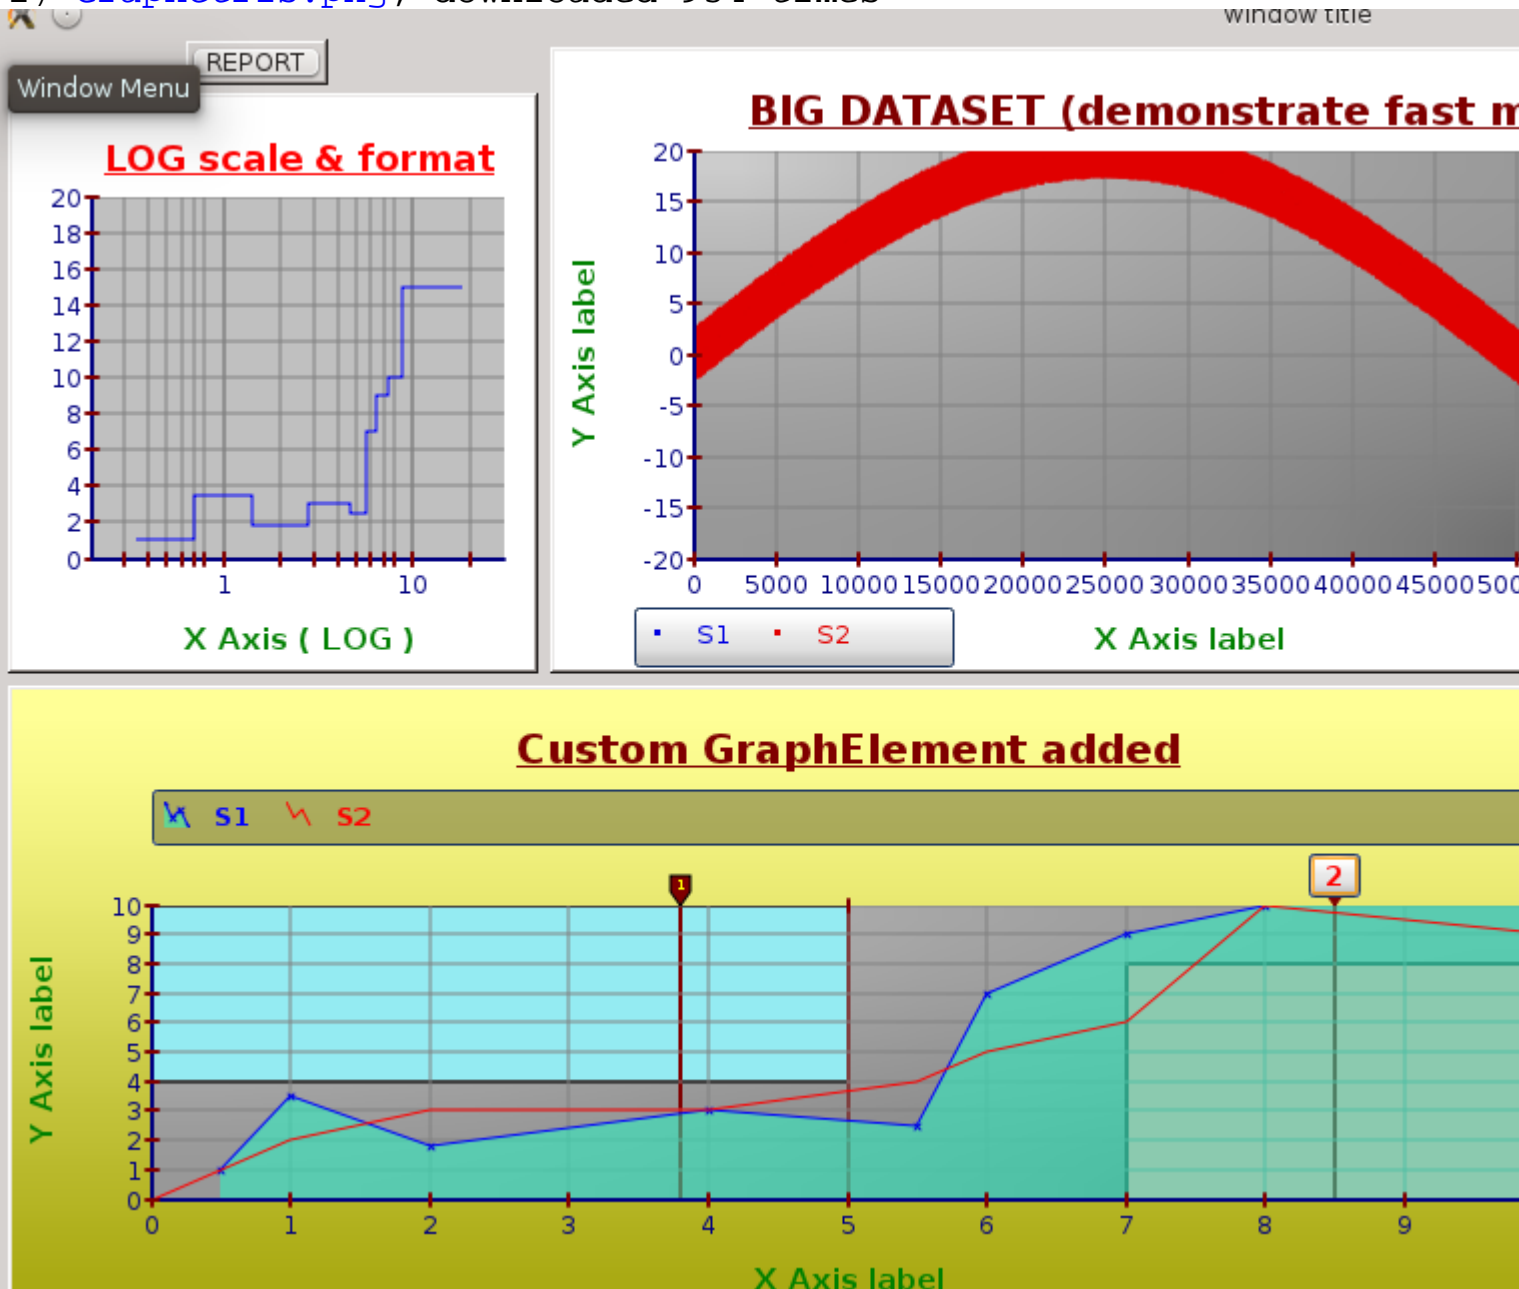 window title
REPORT
Window Menu
LOG scale & format
20
18
16
14
12
10
8
6
4
2
0
1 10
X Axis ( LOG )
BIG DATASET (demonstrate fast m
Y Axis label
20
15
10
5
0
-5
-10
-15
-20
0 5000 10000 15000 20000 25000 30000 35000 40000 45000 500
S1 S2
X Axis label
Custom GraphElement added
S1 S2
1
2
Y Axis label
10
9
8
7
6
5
4
3
2
1
0
0 1 2 3 4 5 6 7 8 9
X Axis label